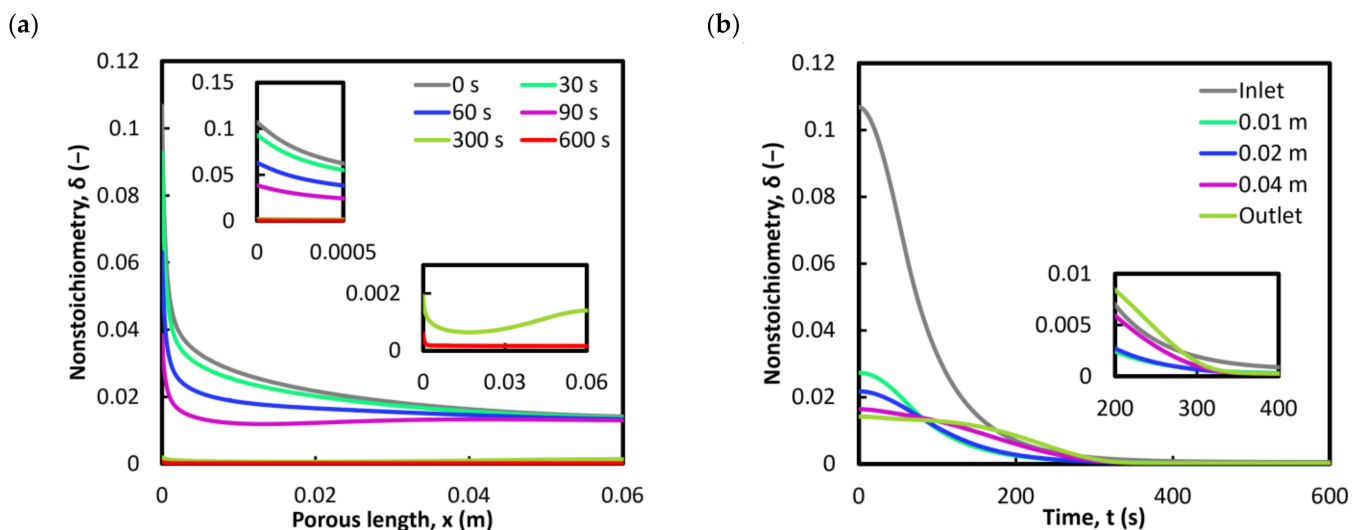 (a)
Nonstoichiometry, δ (−)
0.12
0.1
0.08
0.06
0.04
0.02
0
0 0.02 0.04 0.06
Porous length, x (m)
0 s 30 s
60 s 90 s
300 s 600 s
0.15
0.1
0.05
0
0 0.0005
0.002
0
0 0.03 0.06
(b)
Nonstoichiometry, δ (−)
0.12
0.1
0.08
0.06
0.04
0.02
0
0 200 400 600
Time, t (s)
Inlet
0.01 m
0.02 m
0.04 m
Outlet
0.01
0.005
0
200 300 400